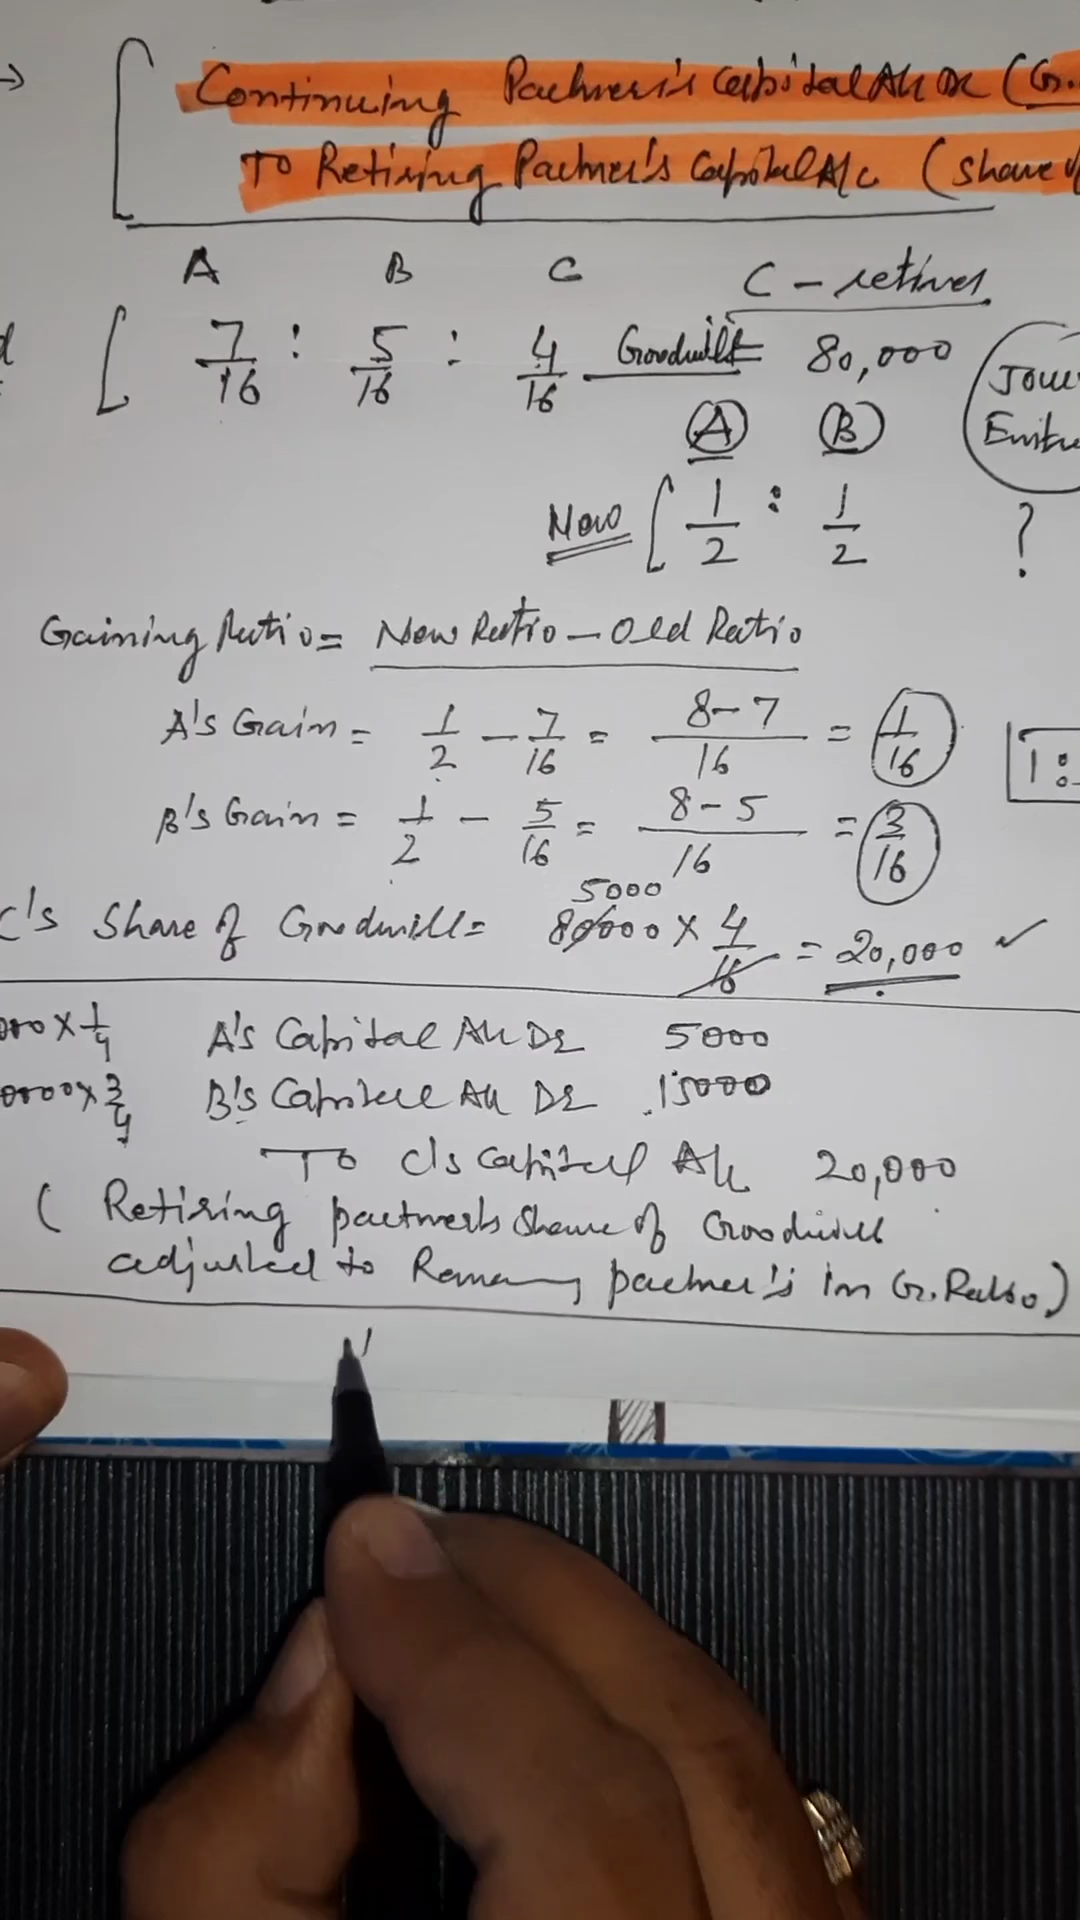 → Continuing Partner's Capital A/c Dr (G.
To Retiring Partner's Capital A/c (Share of
A B C C - retires
7/16 : 5/16 : 4/16 Goodwill 80,000
A B
New 1/2 : 1/2 ?
Gaining Ratio = New Ratio - Old Ratio
A's Gain = 1/2 - 7/16 = 8-7/16 = 1/16 1:
B's Gain = 1/2 - 5/16 = 8-5/16 = 3/16
5000
C's Share of Goodwill = 80000 × 4/16 = 20,000 ✓
000 × 1/4 A's Capital A/c Dr 5000
0000 × 3/4 B's Capital A/c Dr 15000
To C's Capital A/c 20,000
( Retiring partner's Share of Goodwill
adjusted to partner's in G. Ratio)